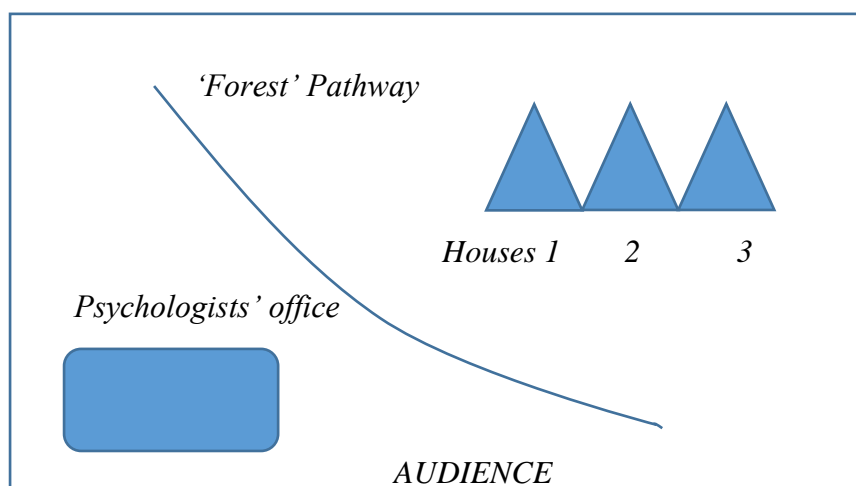 ‘Forest’ Pathway
Houses 1 2 3
Psychologists’ office
AUDIENCE